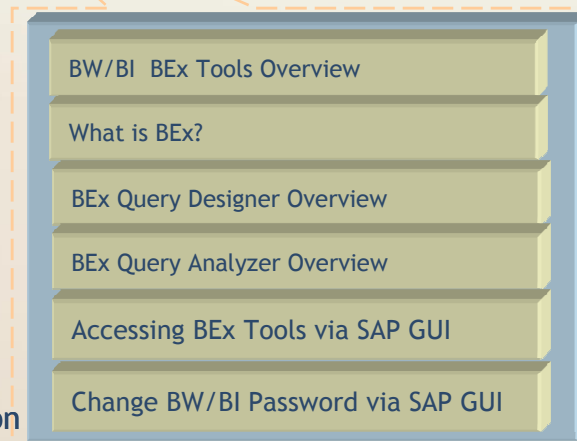 BW/BI BEx Tools Overview
What is BEx?
BEx Query Designer Overview
BEx Query Analyzer Overview
Accessing BEx Tools via SAP GUI
Change BW/BI Password via SAP GUI
on